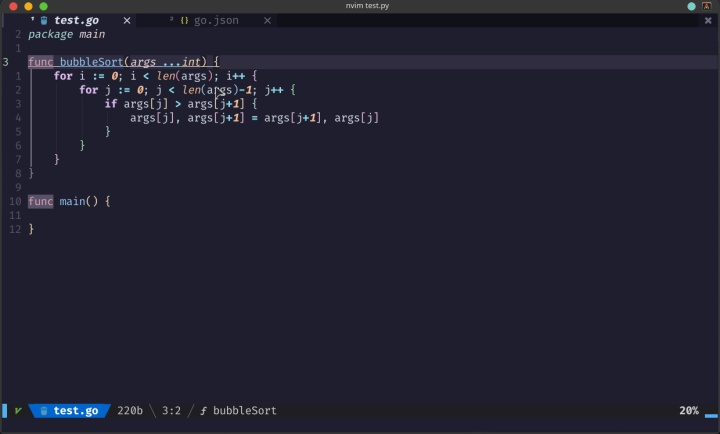 nvim test.py
1 test.go × 2 {} go.json × ×
2 package main
1
3 func bubbleSort(args ...int) {
1 for i := 0; i < len(args); i++ {
2 for j := 0; j < len(args)-1; j++ {
3 if args[j] > args[j+1] {
4 args[j], args[j+1] = args[j+1], args[j]
5 }
6 }
7 }
8 }
9
10 func main() {
11
12 }
test.go 220b 3:2 ƒ bubbleSort 20%